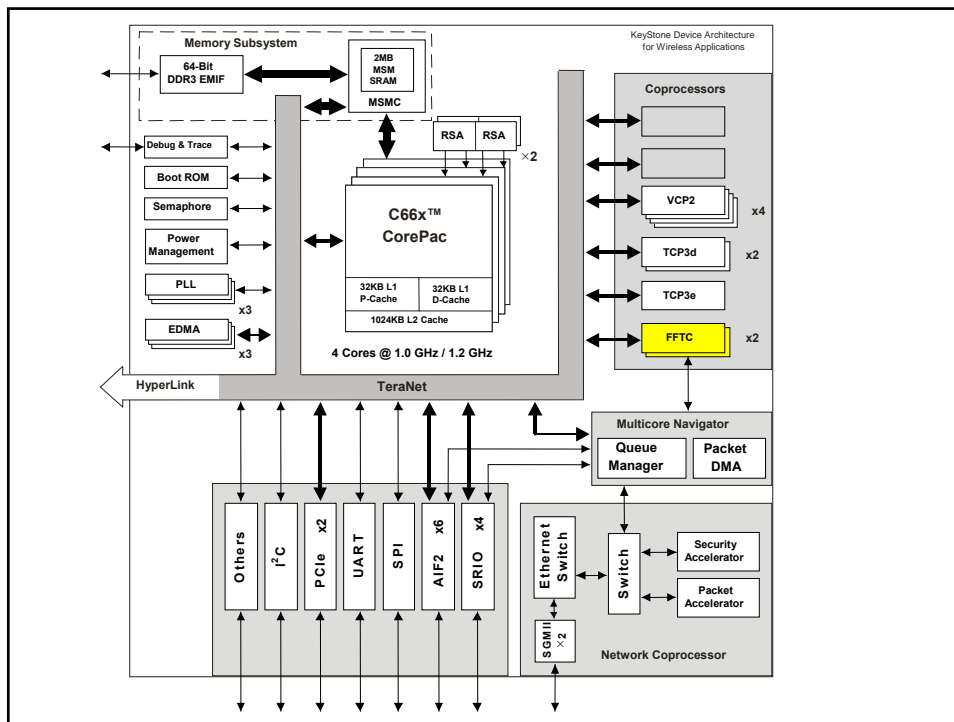 KeyStone Device Architecture
for Wireless Applications
Memory Subsystem
64-Bit
DDR3 EMIF
2MB
MSM
SRAM
MSMC
Debug & Trace
Boot ROM
Semaphore
Power
Management
PLL
x3
EDMA
x3
RSA
RSA
×2
C66x™
CorePac
32KB L1
P-Cache
32KB L1
D-Cache
1024KB L2 Cache
4 Cores @ 1.0 GHz / 1.2 GHz
Coprocessors
VCP2
x4
TCP3d
x2
TCP3e
FFTC
x2
HyperLink
TeraNet
Multicore Navigator
Queue
Manager
Packet
DMA
Others
I²C
PCIe x2
UART
SPI
AIF2 x6
SRIO x4
Ethernet
Switch
Switch
SGMII
×2
Security
Accelerator
Packet
Accelerator
Network Coprocessor